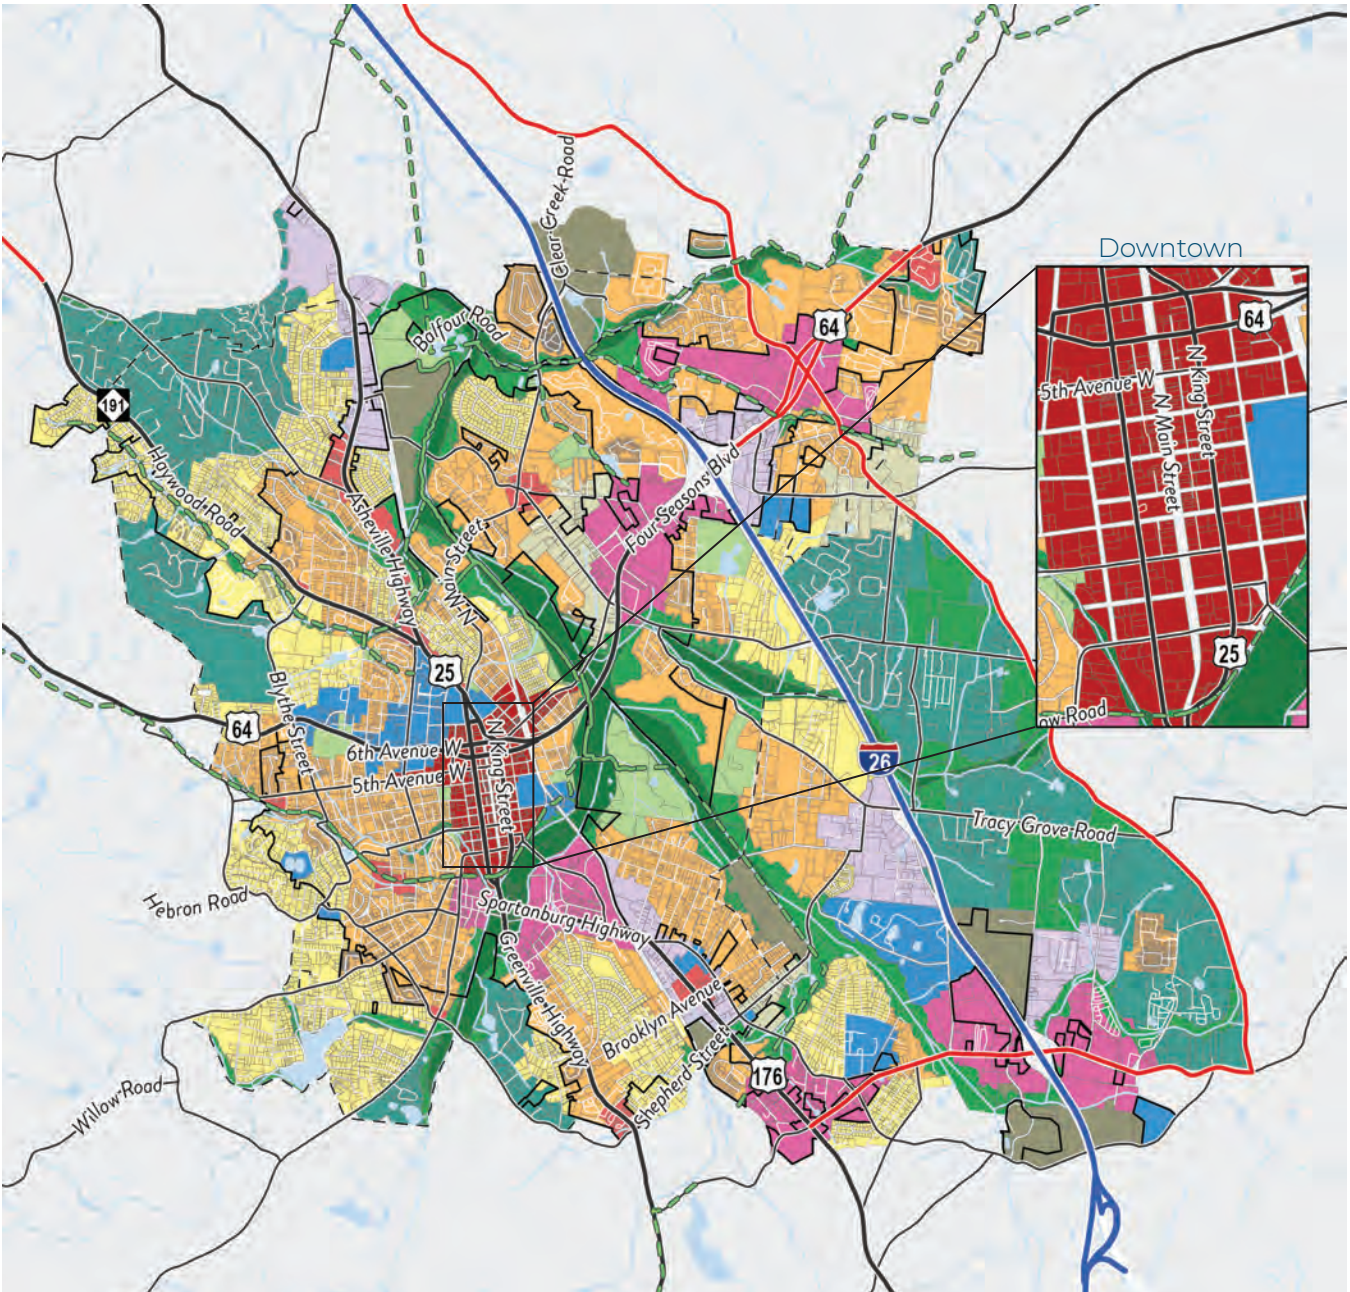 Clear Creek Road
Downtown
Balfour Road
64
64
5th Avenue W
N King Street
N Main Street
191
Haywood Road
Asheville Highway
Four Seasons Blvd
N Main Street
25
25
Blythe Street
64
6th Avenue W
5th Avenue W
N King Street
ow Road
26
Tracy Grove Road
Hebron Road
Spartanburg Highway
Greenville Highway
Brooklyn Avenue
Shepherd Street
176
Willow Road